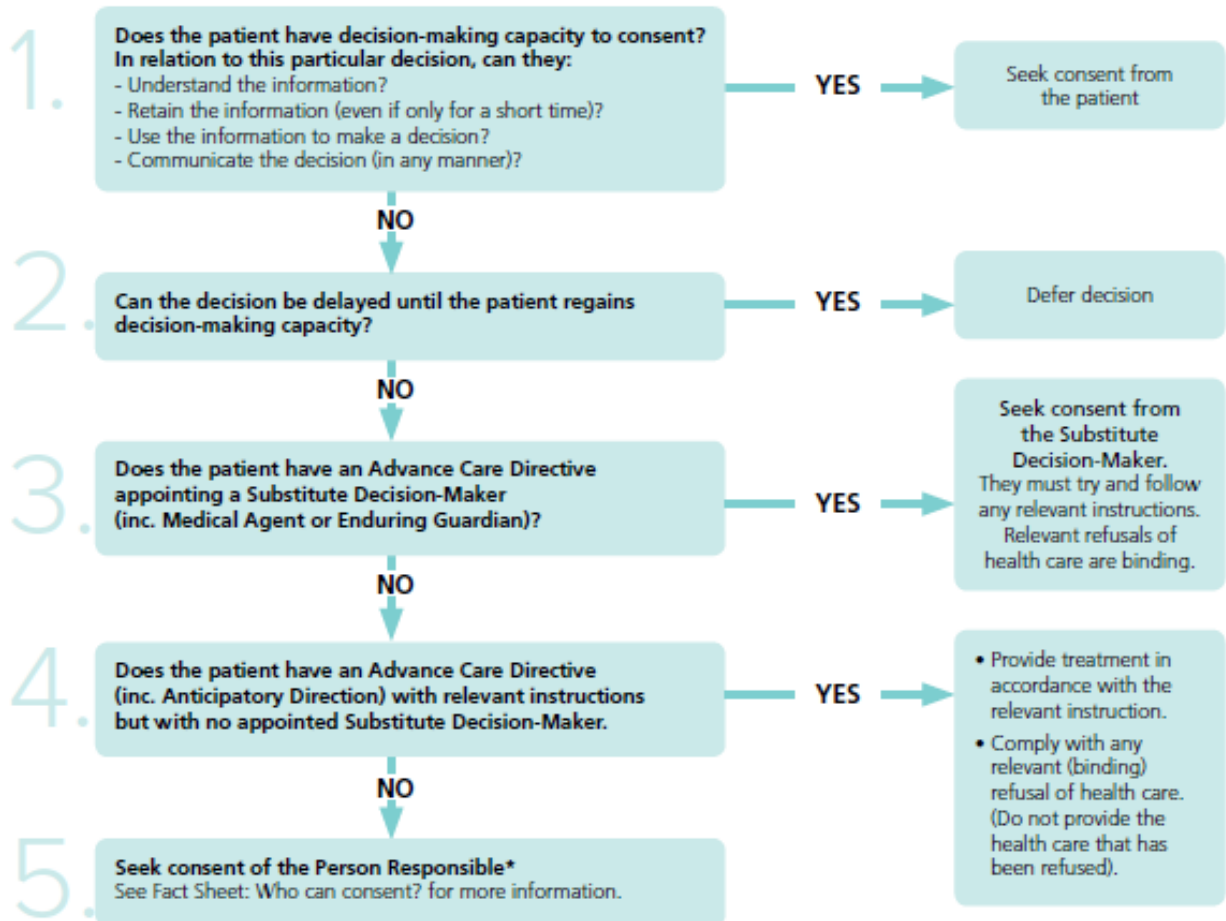 1.
Does the patient have decision-making capacity to consent?
In relation to this particular decision, can they:
- Understand the information?
- Retain the information (even if only for a short time)?
- Use the information to make a decision?
- Communicate the decision (in any manner)?
YES
Seek consent from
the patient
NO
2.
Can the decision be delayed until the patient regains
decision-making capacity?
YES
Defer decision
NO
3.
Does the patient have an Advance Care Directive
appointing a Substitute Decision-Maker
(inc. Medical Agent or Enduring Guardian)?
YES
Seek consent from
the Substitute
Decision-Maker.
They must try and follow
any relevant instructions.
Relevant refusals of
health care are binding.
NO
4.
Does the patient have an Advance Care Directive
(inc. Anticipatory Direction) with relevant instructions
but with no appointed Substitute Decision-Maker.
YES
• Provide treatment in
accordance with the
relevant instruction.
• Comply with any
relevant (binding)
refusal of health care.
(Do not provide the
health care that has
been refused).
NO
5.
Seek consent of the Person Responsible*
See Fact Sheet: Who can consent? for more information.